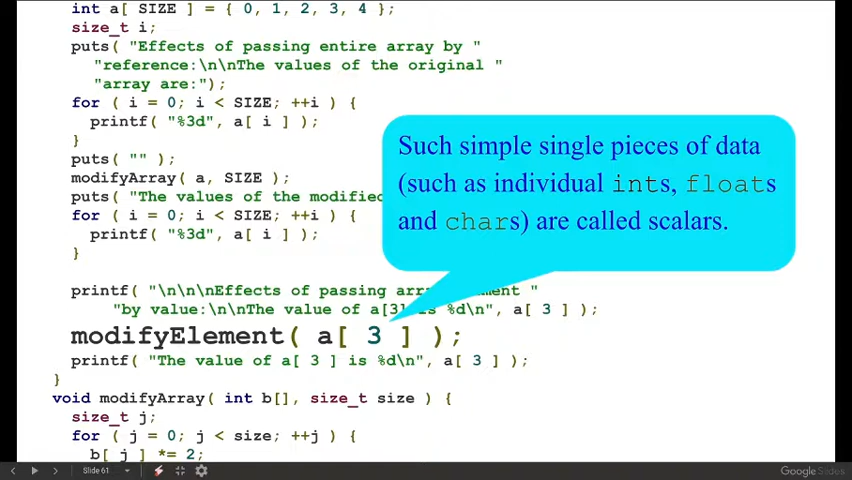 int a[ SIZE ] = { 0, 1, 2, 3, 4 };
size_t i;
puts( "Effects of passing entire array by "
"reference:\n\nThe values of the original "
"array are:");
for ( i = 0; i < SIZE; ++i ) {
printf( "%3d", a[ i ] );
}
puts( "" );
modifyArray( a, SIZE );
puts( "The values of the modified
for ( i = 0; i < SIZE; ++i ) {
printf( "%3d", a[ i ] );
}
Such simple single pieces of data
(such as individual ints, floats
and chars) are called scalars.
printf( "\n\n\nEffects of passing "
"by value:\n\nThe value of a[3] is %d\n", a[ 3 ] );
modifyElement( a[ 3 ] );
printf( "The value of a[ 3 ] is %d\n", a[ 3 ] );
}
void modifyArray( int b[], size_t size ) {
size_t j;
for ( j = 0; j < size; ++j ) {
b[ j ] *= 2;
Slide 61
Google Slides